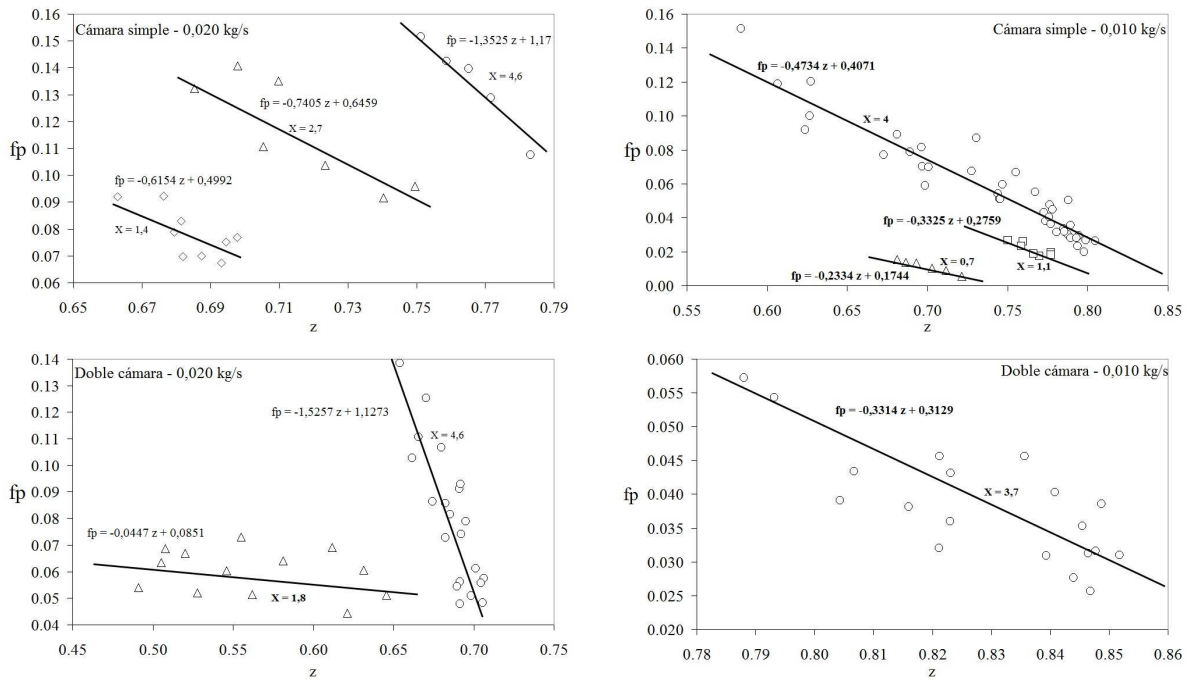 Cámara simple - 0,020 kg/s
fp = -1,3525 z + 1,17
X = 4,6
fp = -0,7405 z + 0,6459
X = 2,7
fp = -0,6154 z + 0,4992
X = 1,4
0.16
0.15
0.14
0.13
0.12
0.11
0.10
0.09
0.08
0.07
0.06
fp
0.65 0.67 0.69 0.71 0.73 0.75 0.77 0.79
z
Cámara simple - 0,010 kg/s
fp = -0,4734 z + 0,4071
X = 4
fp = -0,3325 z + 0,2759
X = 1,1
X = 0,7
fp = -0,2334 z + 0,1744
0.16
0.14
0.12
0.10
0.08
0.06
0.04
0.02
0.00
fp
0.55 0.60 0.65 0.70 0.75 0.80 0.85
z
Doble cámara - 0,020 kg/s
fp = -1,5257 z + 1,1273
X = 4,6
fp = -0,0447 z + 0,0851
X = 1,8
0.14
0.13
0.12
0.11
0.10
0.09
0.08
0.07
0.06
0.05
0.04
fp
0.45 0.50 0.55 0.60 0.65 0.70 0.75
z
Doble cámara - 0,010 kg/s
fp = -0,3314 z + 0,3129
X = 3,7
0.060
0.055
0.050
0.045
0.040
0.035
0.030
0.025
0.020
fp
0.78 0.79 0.80 0.81 0.82 0.83 0.84 0.85 0.86
z